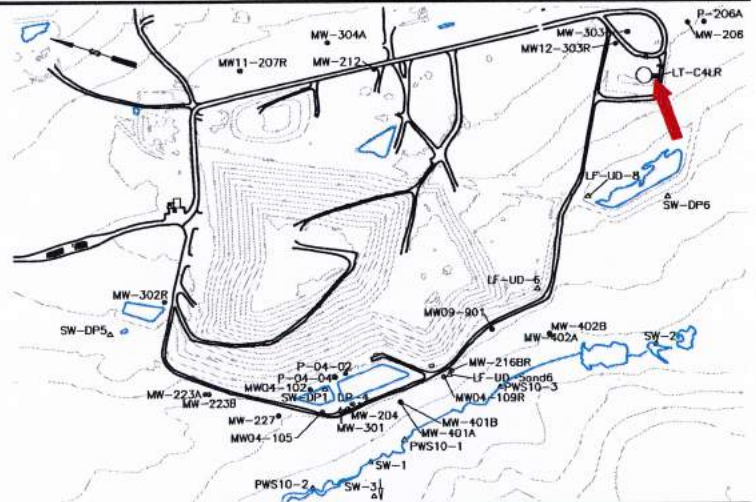 P-206A
MW-303
MW-304A
MW-206
MW12-303R
MW-212
MW11-207R
LT-C4LR
LF-UD-8
SW-DP6
LF-UD-6
MW-302R
MW09-901
MW-402B
SW-DP5
MW-402A
SW-2
P-04-02
MW-216BR
P-04-04
LF-UD-Sand6
MW04-102
PWS10-3
MW-223A
SW-DP1
DP-4
MW04-109R
MW-223B
MW-204
MW-227
MW-401B
MW-301
MW04-105
MW-401A
PWS10-1
SW-1
PWS10-2
SW-3